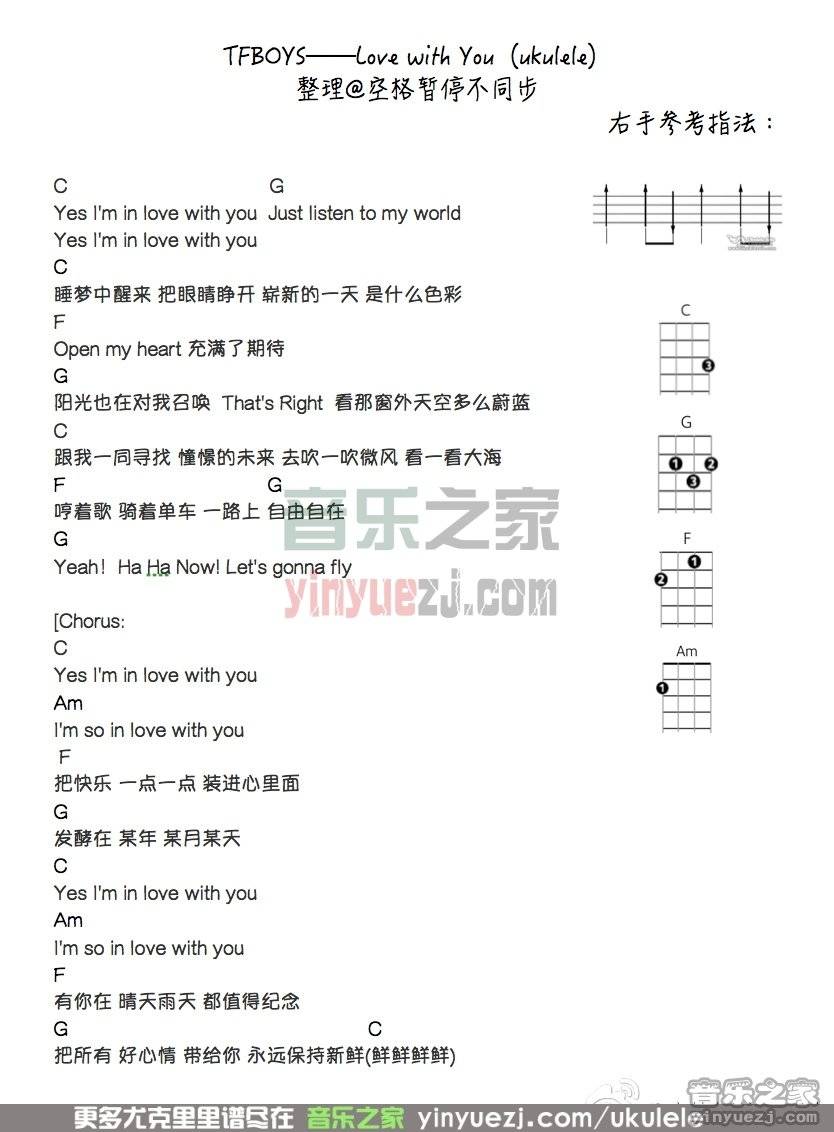 TFBOYS——Love with You (ukulele)
整理@空格暂停不同步
右手参考指法：
C G
Yes I'm in love with you Just listen to my world
Yes I'm in love with you
C
睡梦中醒来 把眼睛睁开 崭新的一天 是什么色彩
F
Open my heart 充满了期待
G
阳光也在对我召唤 That's Right 看那窗外天空多么蔚蓝
C
跟我一同寻找 憧憬的未来 去吹一吹微风 看一看大海
F G
哼着歌 骑着单车 一路上 自由自在
G
Yeah! Ha Ha Now! Let's gonna fly
[Chorus:
C
Yes I'm in love with you
Am
I'm so in love with you
F
把快乐 一点一点 装进心里面
G
发酵在 某年 某月某天
C
Yes I'm in love with you
Am
I'm so in love with you
F
有你在 晴天雨天 都值得纪念
G C
把所有 好心情 带给你 永远保持新鲜(鲜鲜鲜鲜)
C
3
G
1 2
3
F
1
2
Am
1
音乐之家
yinyuezj.com
更多尤克里里谱尽在 音乐之家 yinyuezj.com/ukulele
音乐之家
yinyuezj.com